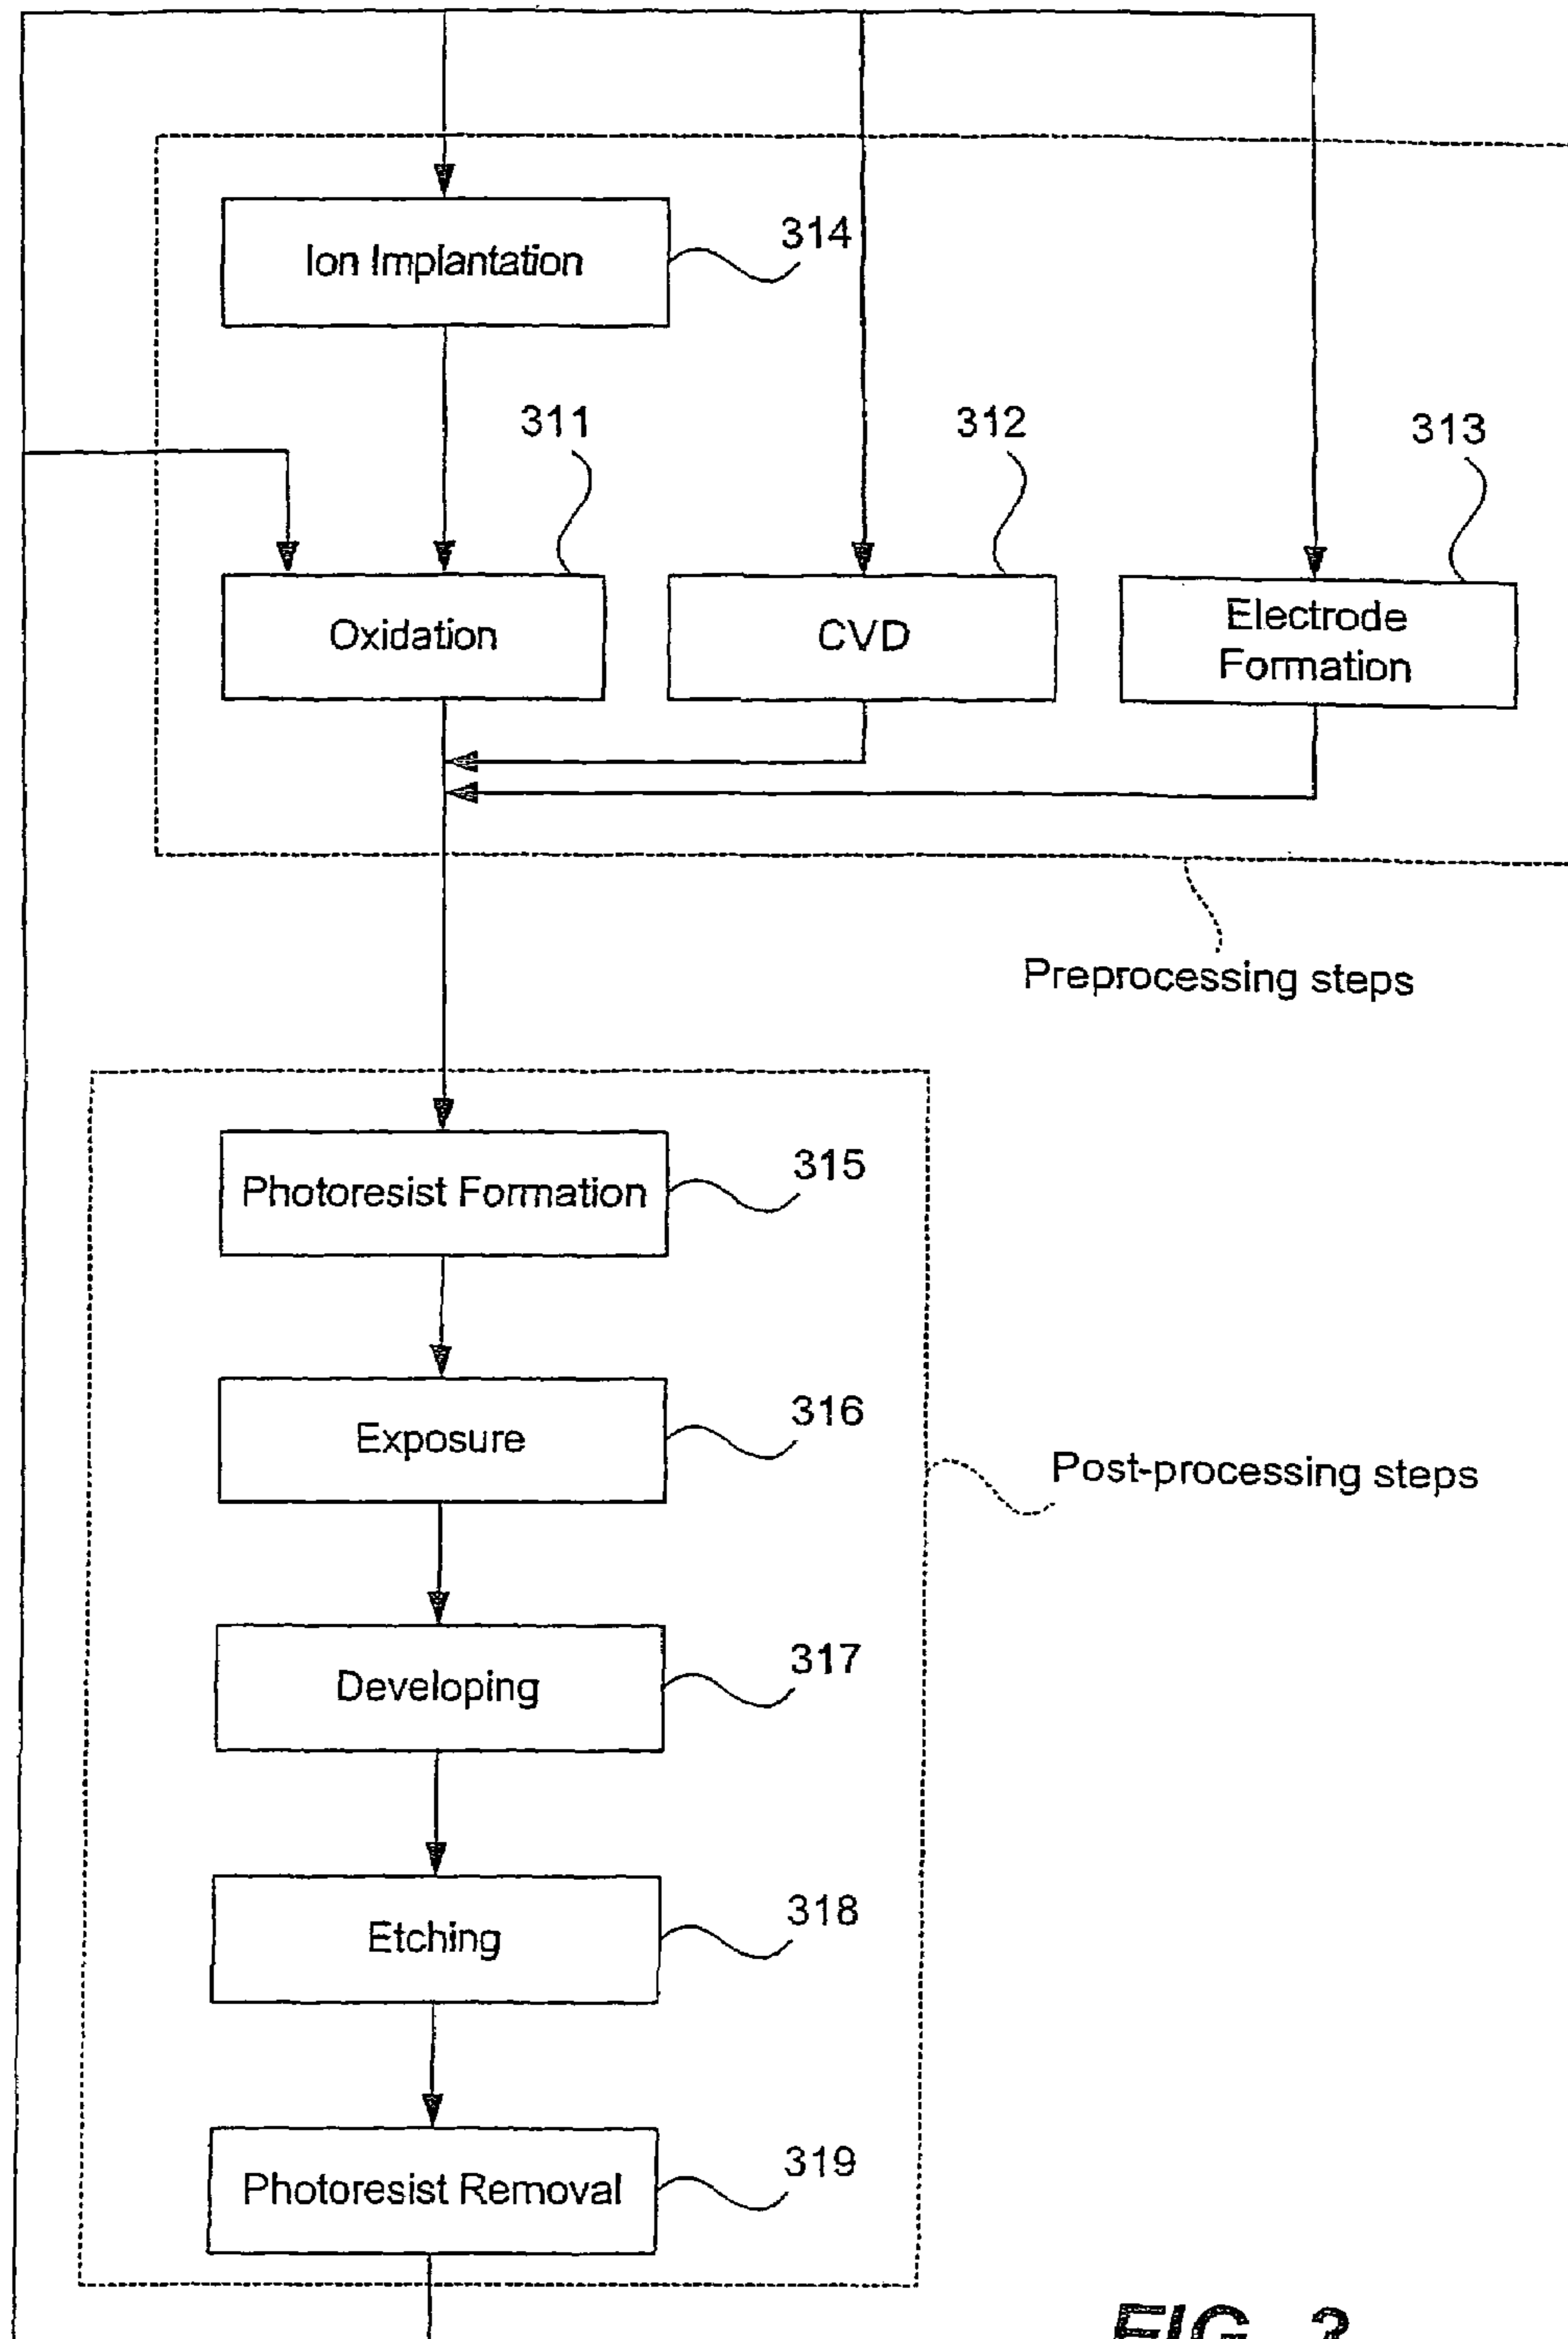 314
Ion Implantation
311
312
313
Oxidation
CVD
Electrode
Formation
Preprocessing steps
315
Photoresist Formation
316
Exposure
Post-processing steps
317
Developing
318
Etching
319
Photoresist Removal
FIG.